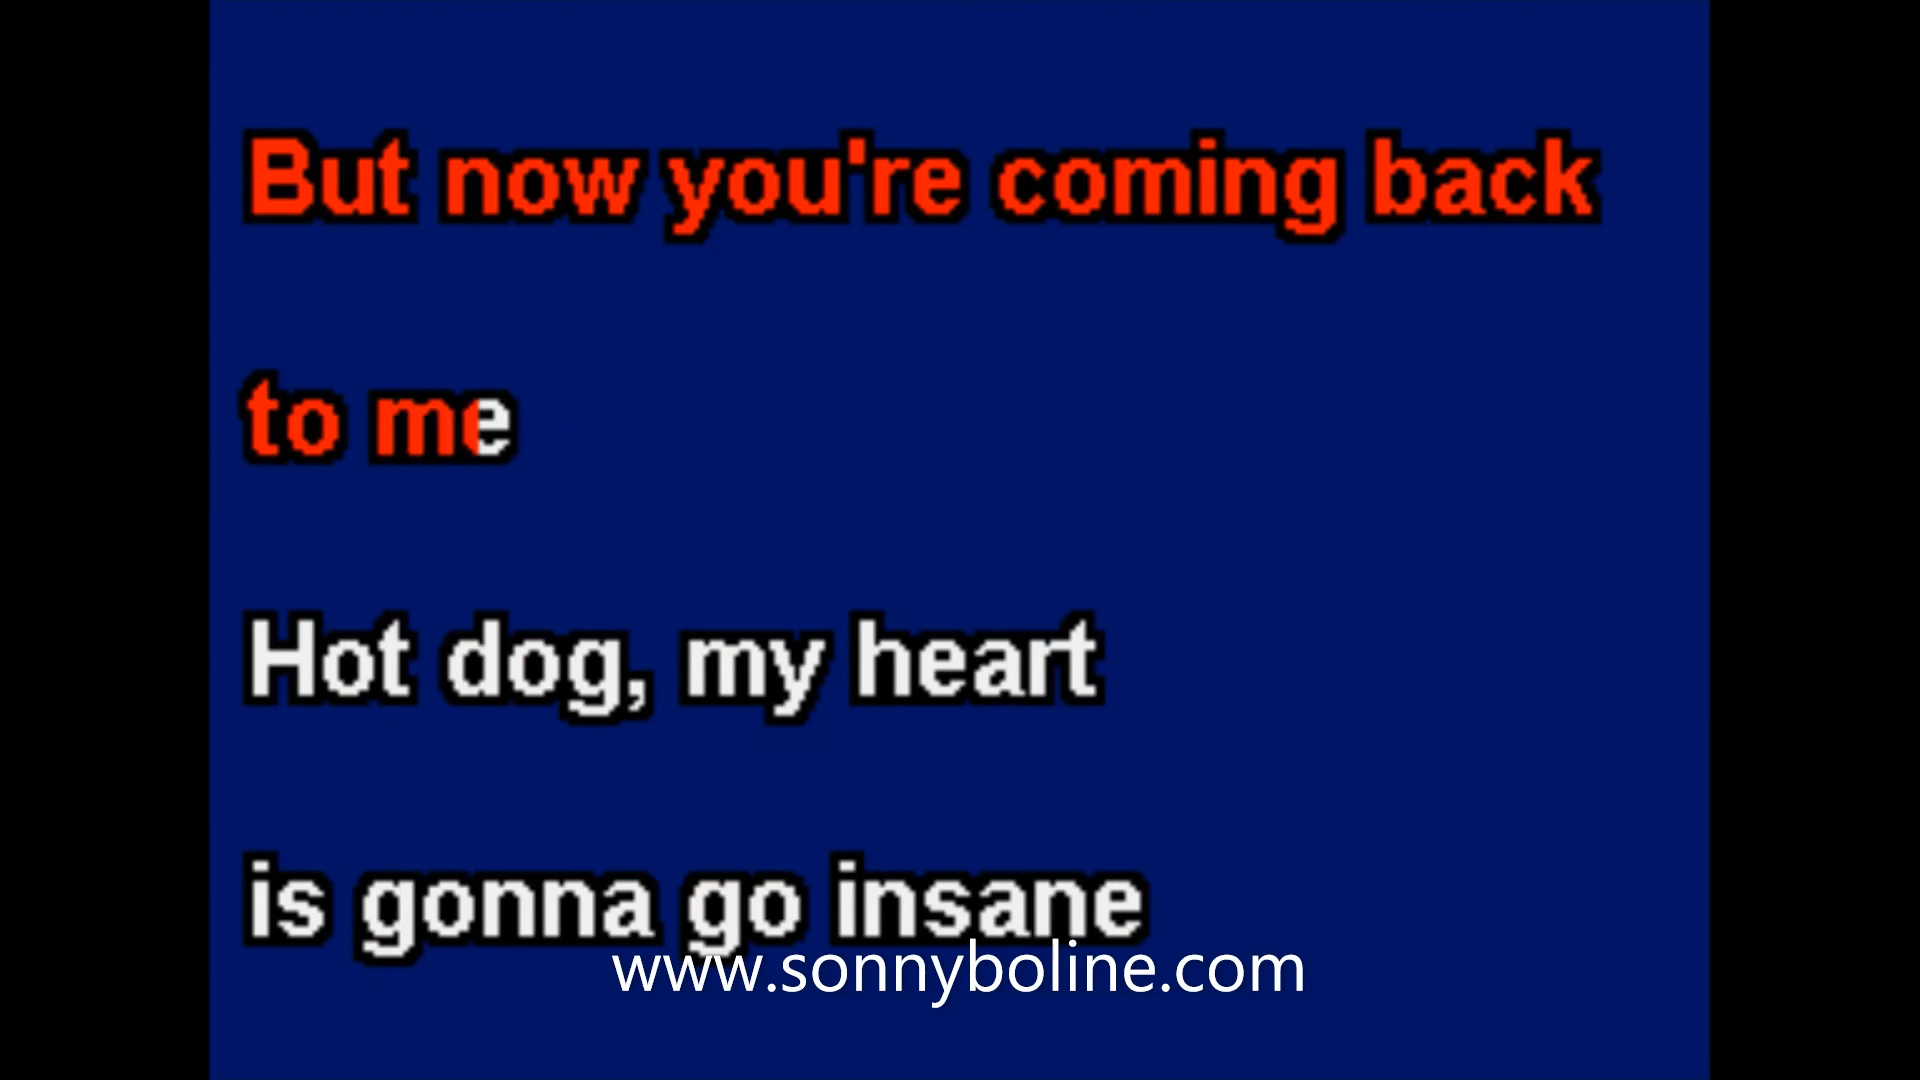 But now you're coming back
to me
Hot dog, my heart
is gonna go insane
www.sonnyboline.com